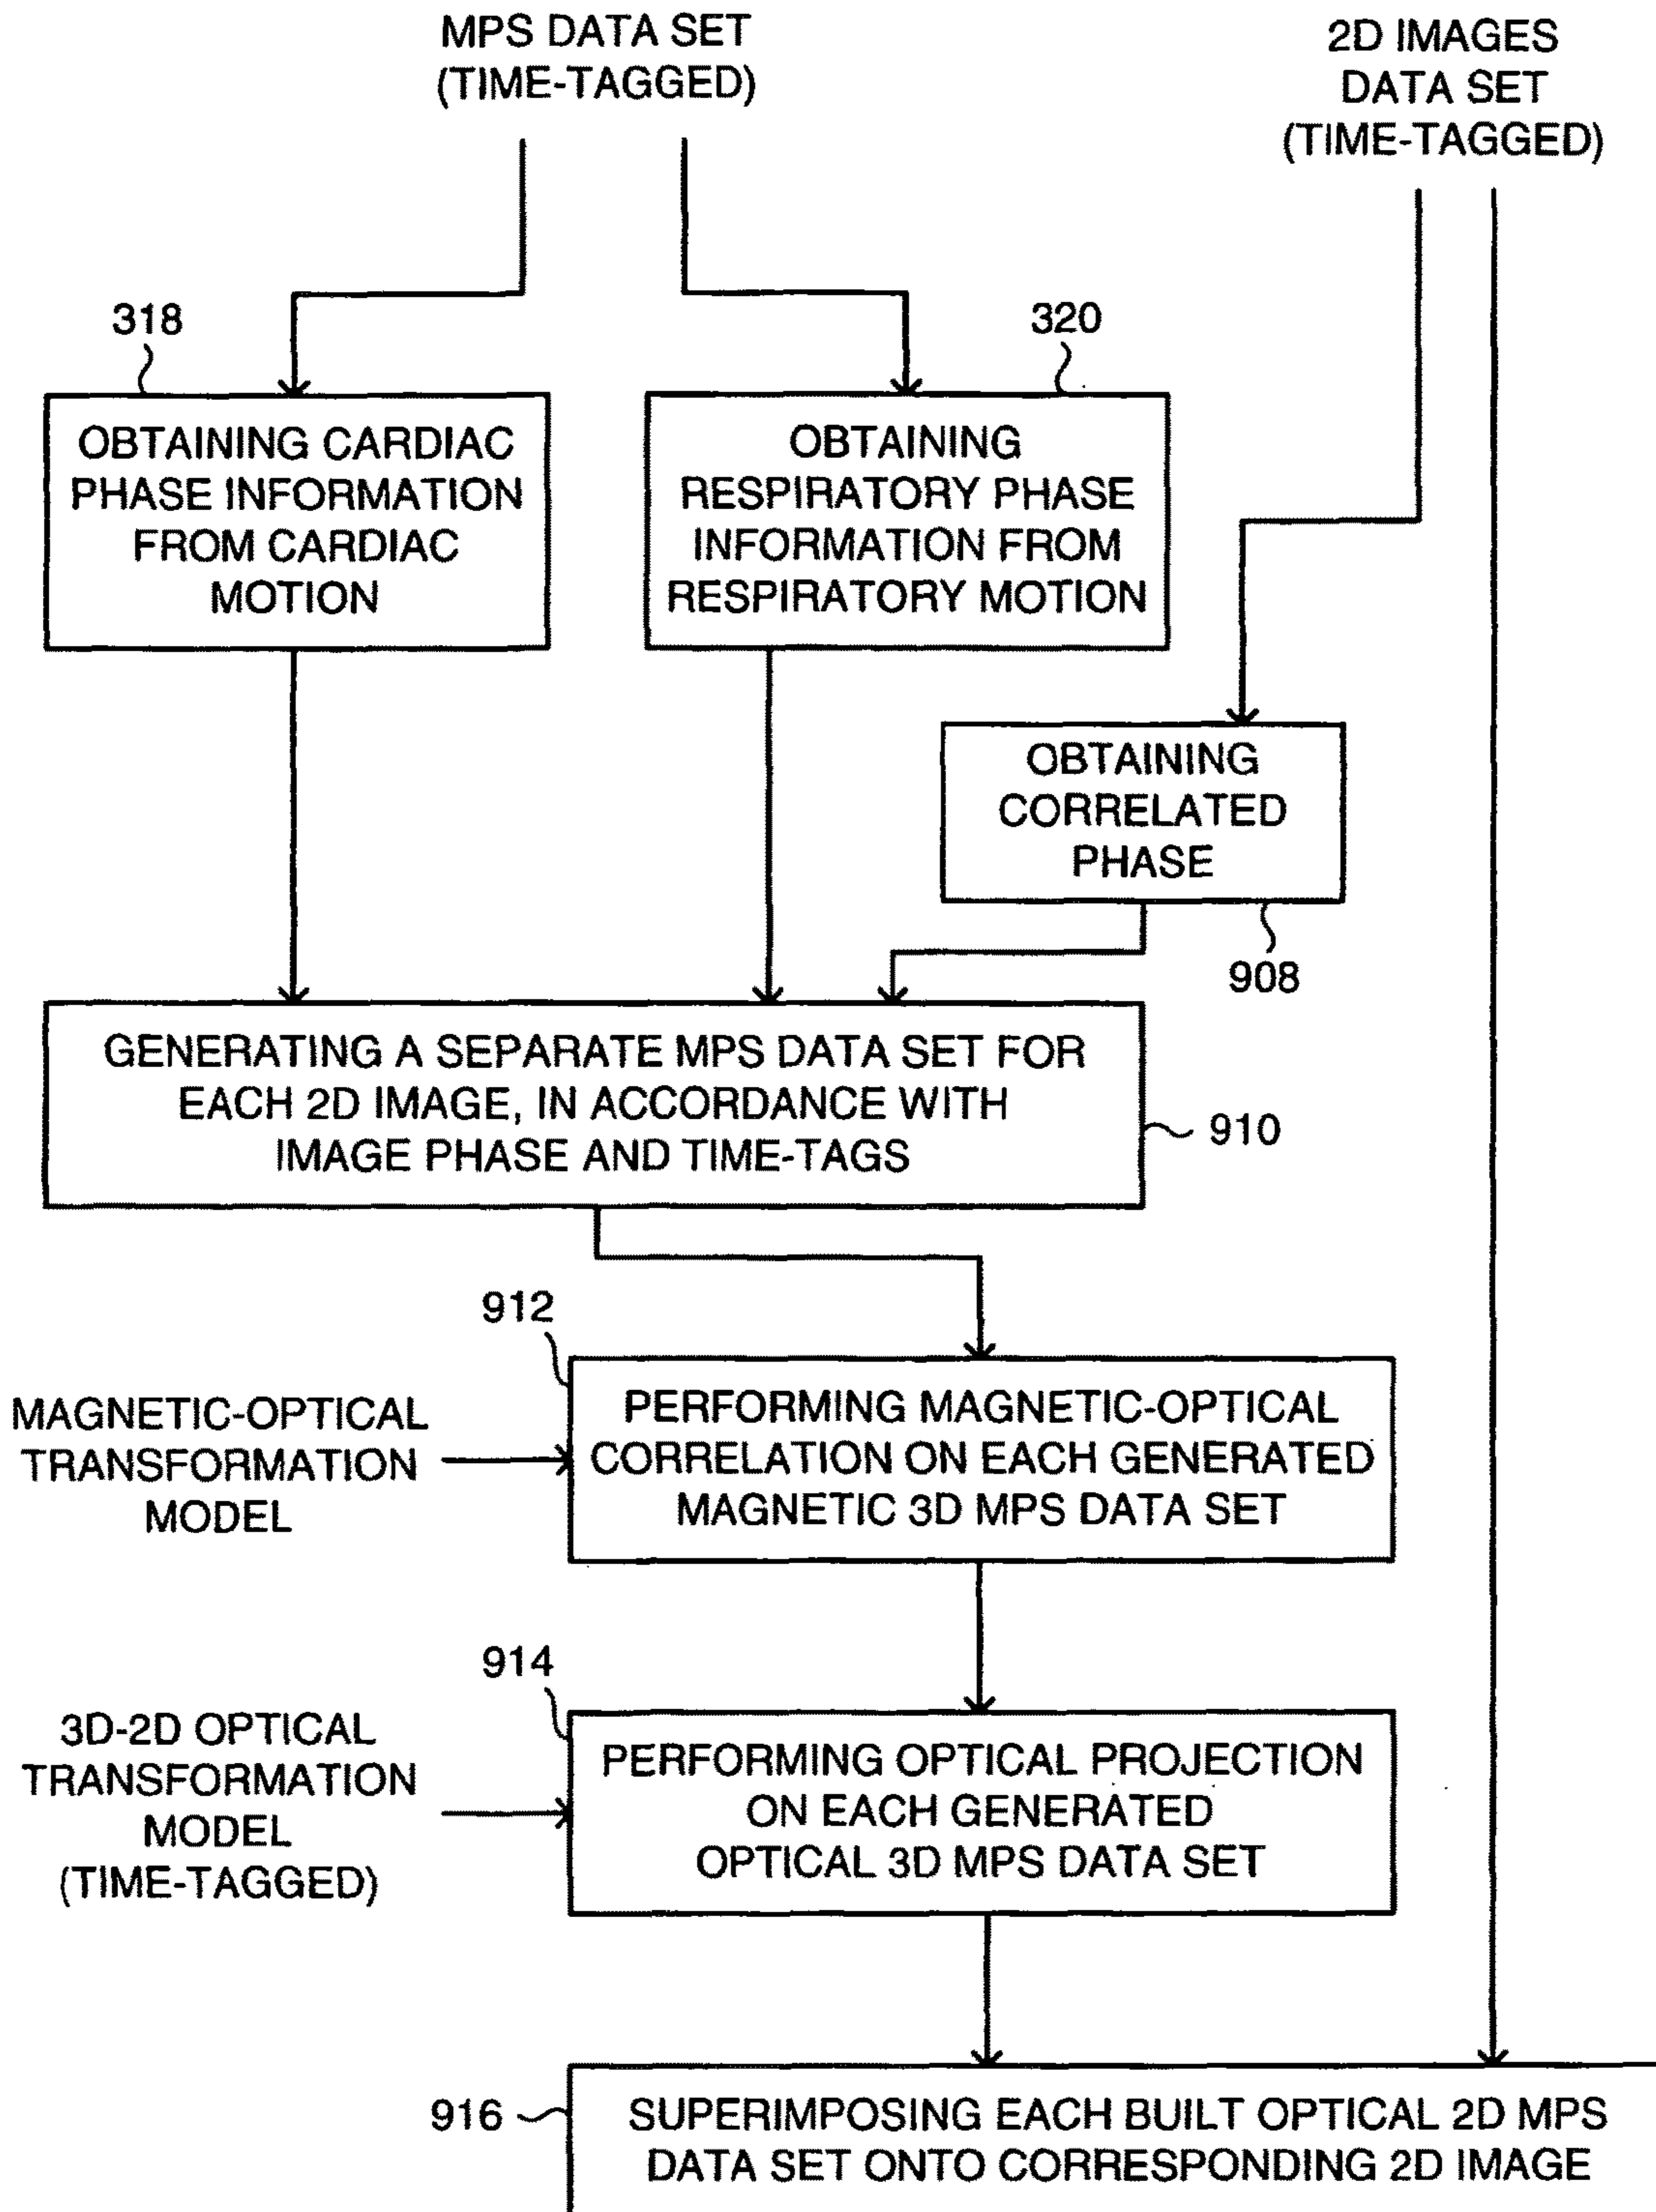 MPS DATA SET
(TIME-TAGGED)
2D IMAGES
DATA SET
(TIME-TAGGED)
318
320
OBTAINING CARDIAC
PHASE INFORMATION
FROM CARDIAC
MOTION
OBTAINING
RESPIRATORY PHASE
INFORMATION FROM
RESPIRATORY MOTION
OBTAINING
CORRELATED
PHASE
908
GENERATING A SEPARATE MPS DATA SET FOR
EACH 2D IMAGE, IN ACCORDANCE WITH
IMAGE PHASE AND TIME-TAGS
910
912
MAGNETIC-OPTICAL
TRANSFORMATION
MODEL
PERFORMING MAGNETIC-OPTICAL
CORRELATION ON EACH GENERATED
MAGNETIC 3D MPS DATA SET
914
3D-2D OPTICAL
TRANSFORMATION
MODEL
(TIME-TAGGED)
PERFORMING OPTICAL PROJECTION
ON EACH GENERATED
OPTICAL 3D MPS DATA SET
916
SUPERIMPOSING EACH BUILT OPTICAL 2D MPS
DATA SET ONTO CORRESPONDING 2D IMAGE